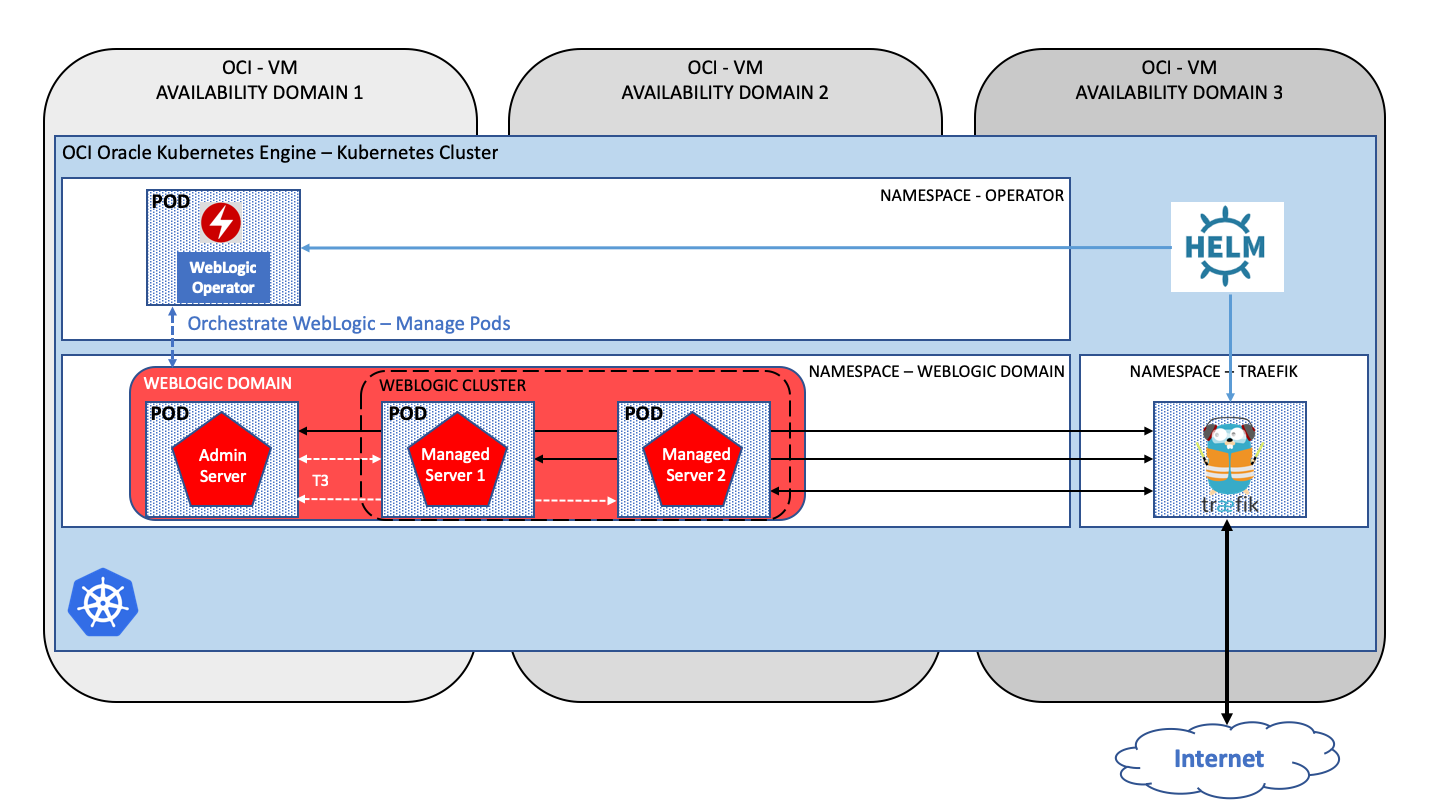 OCI - VM
AVAILABILITY DOMAIN 1
OCI - VM
AVAILABILITY DOMAIN 2
OCI - VM
AVAILABILITY DOMAIN 3
OCI Oracle Kubernetes Engine – Kubernetes Cluster
NAMESPACE - OPERATOR
POD
WebLogic
Operator
HELM
Orchestrate WebLogic – Manage Pods
NAMESPACE – WEBLOGIC DOMAIN
NAMESPACE – TRAEFIK
WEBLOGIC DOMAIN
WEBLOGIC CLUSTER
POD
Admin
Server
T3
POD
Managed
Server 1
POD
Managed
Server 2
træfik
Internet